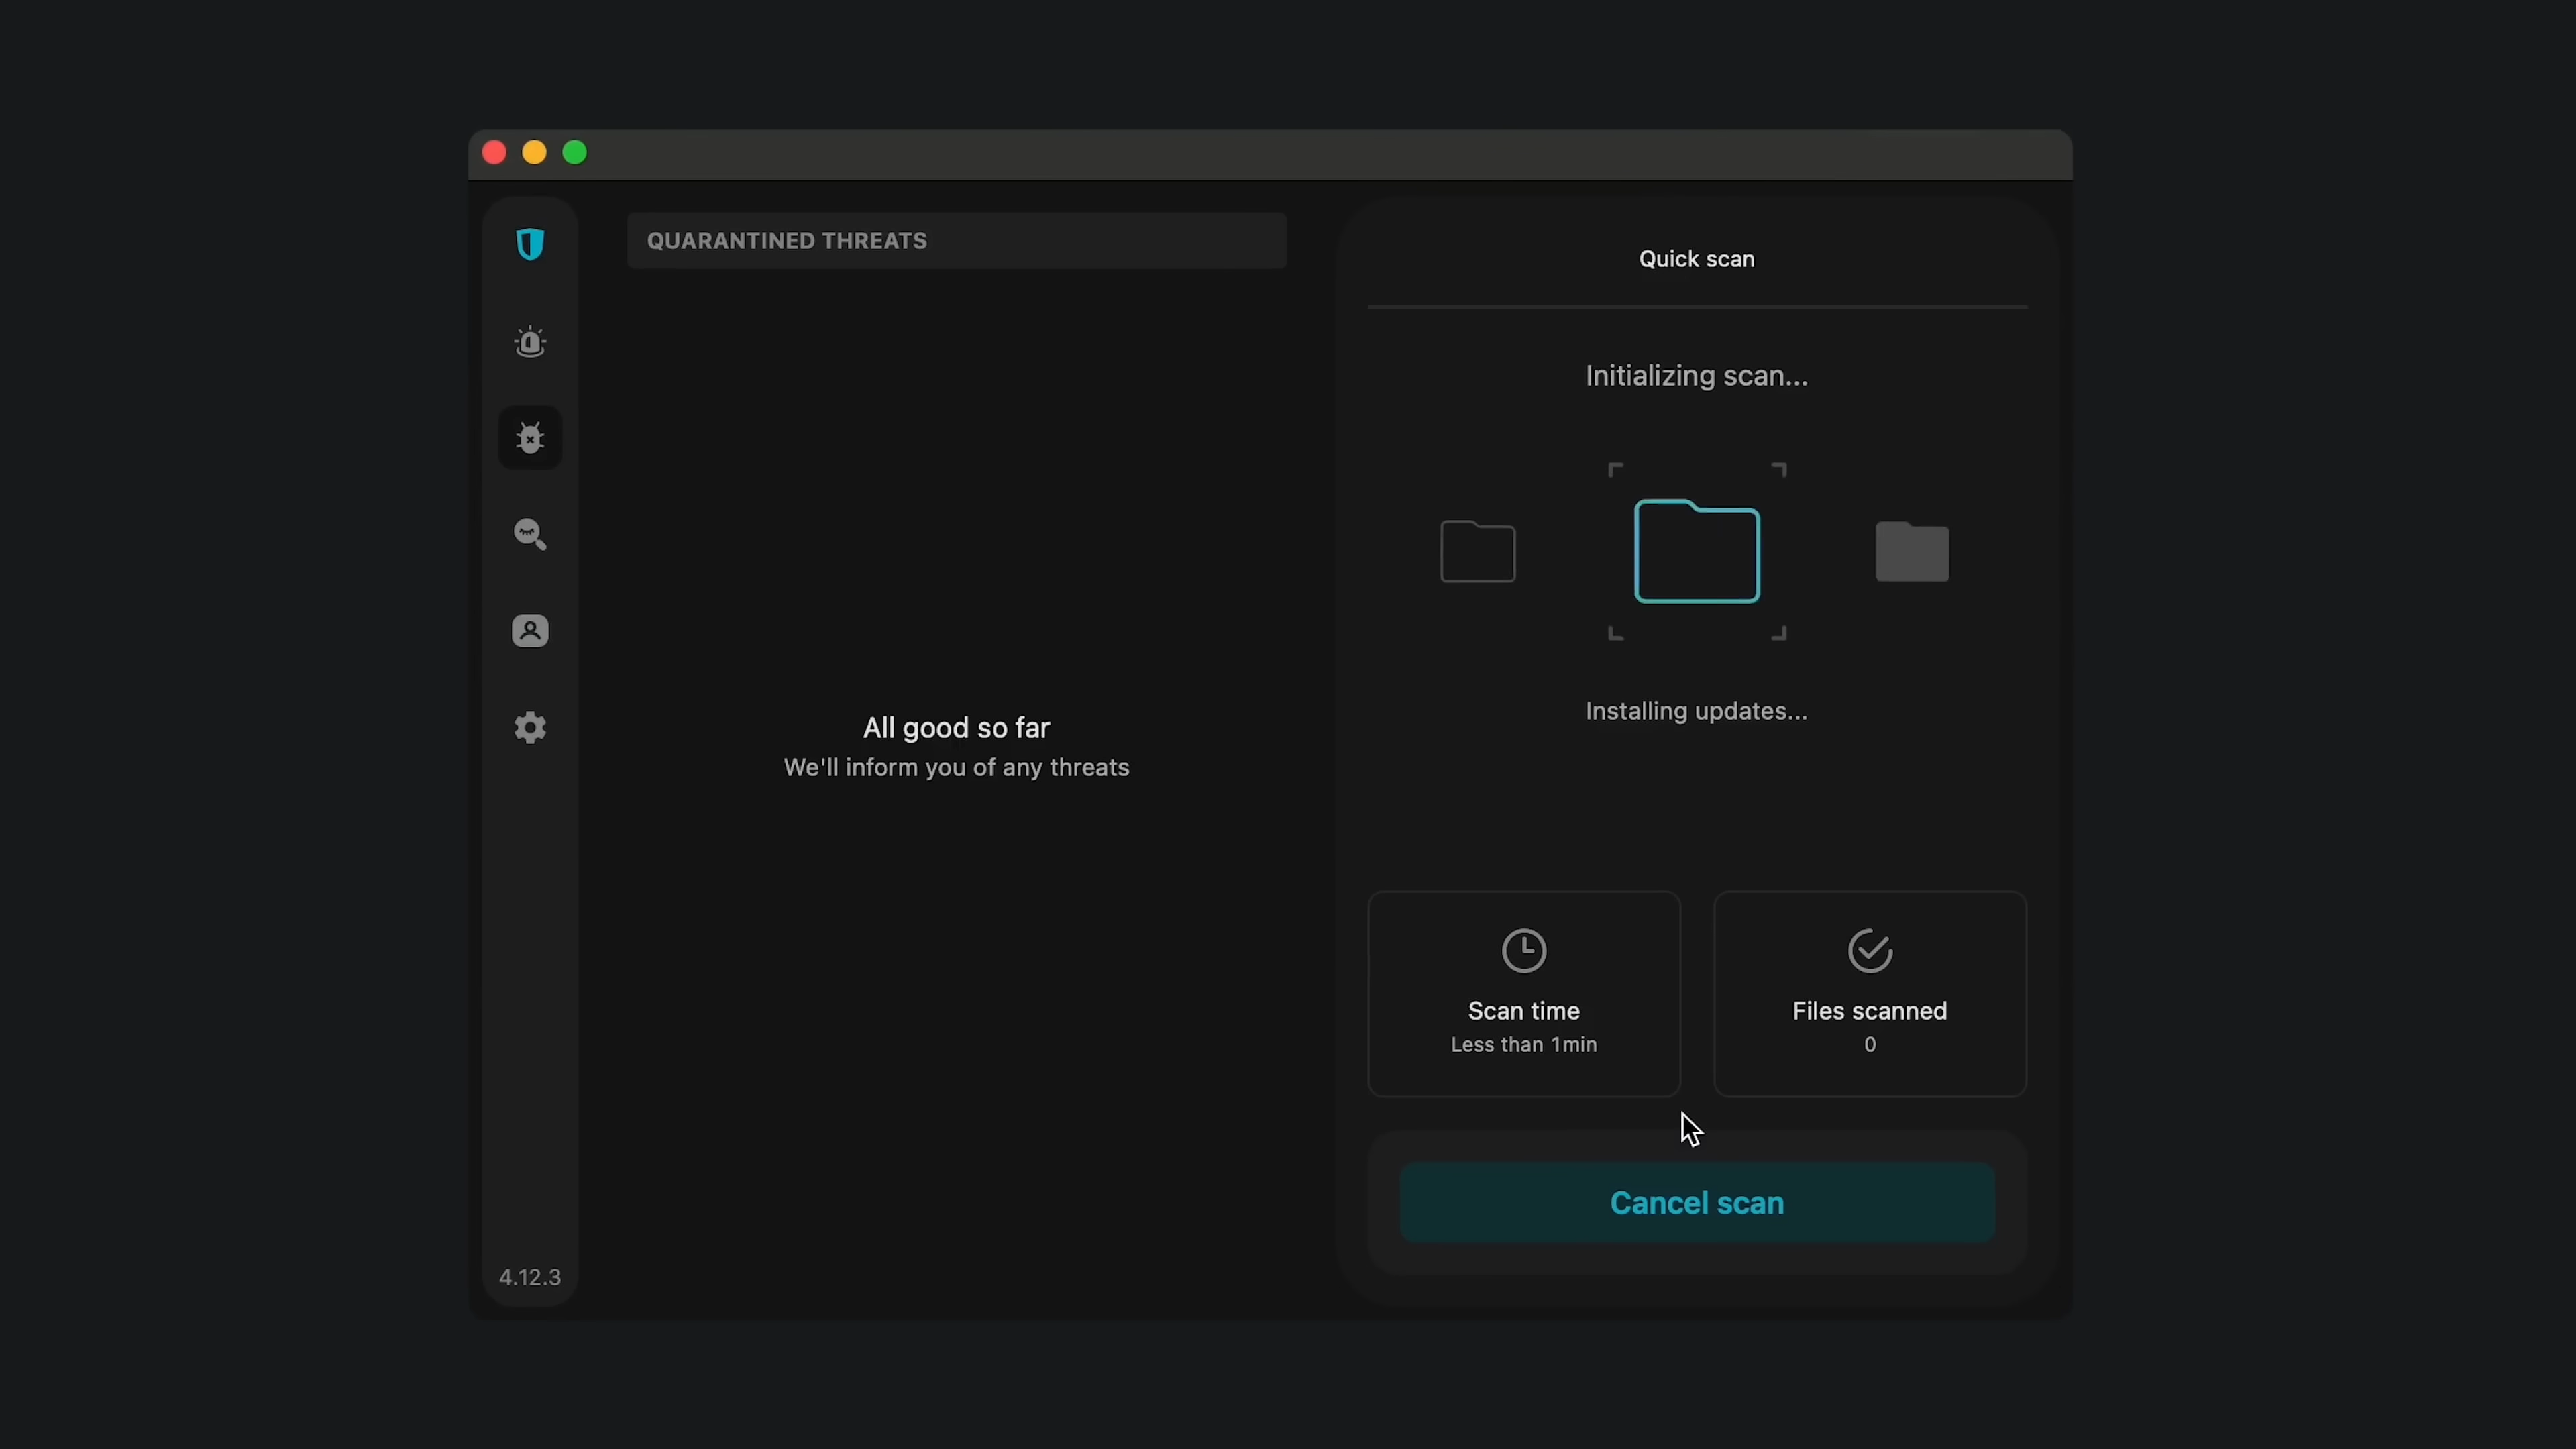 QUARANTINED THREATS
All good so far
We'll inform you of any threats
4.12.3
Quick scan
Initializing scan...
Installing updates...
Scan time
Less than 1min
Files scanned
0
Cancel scan